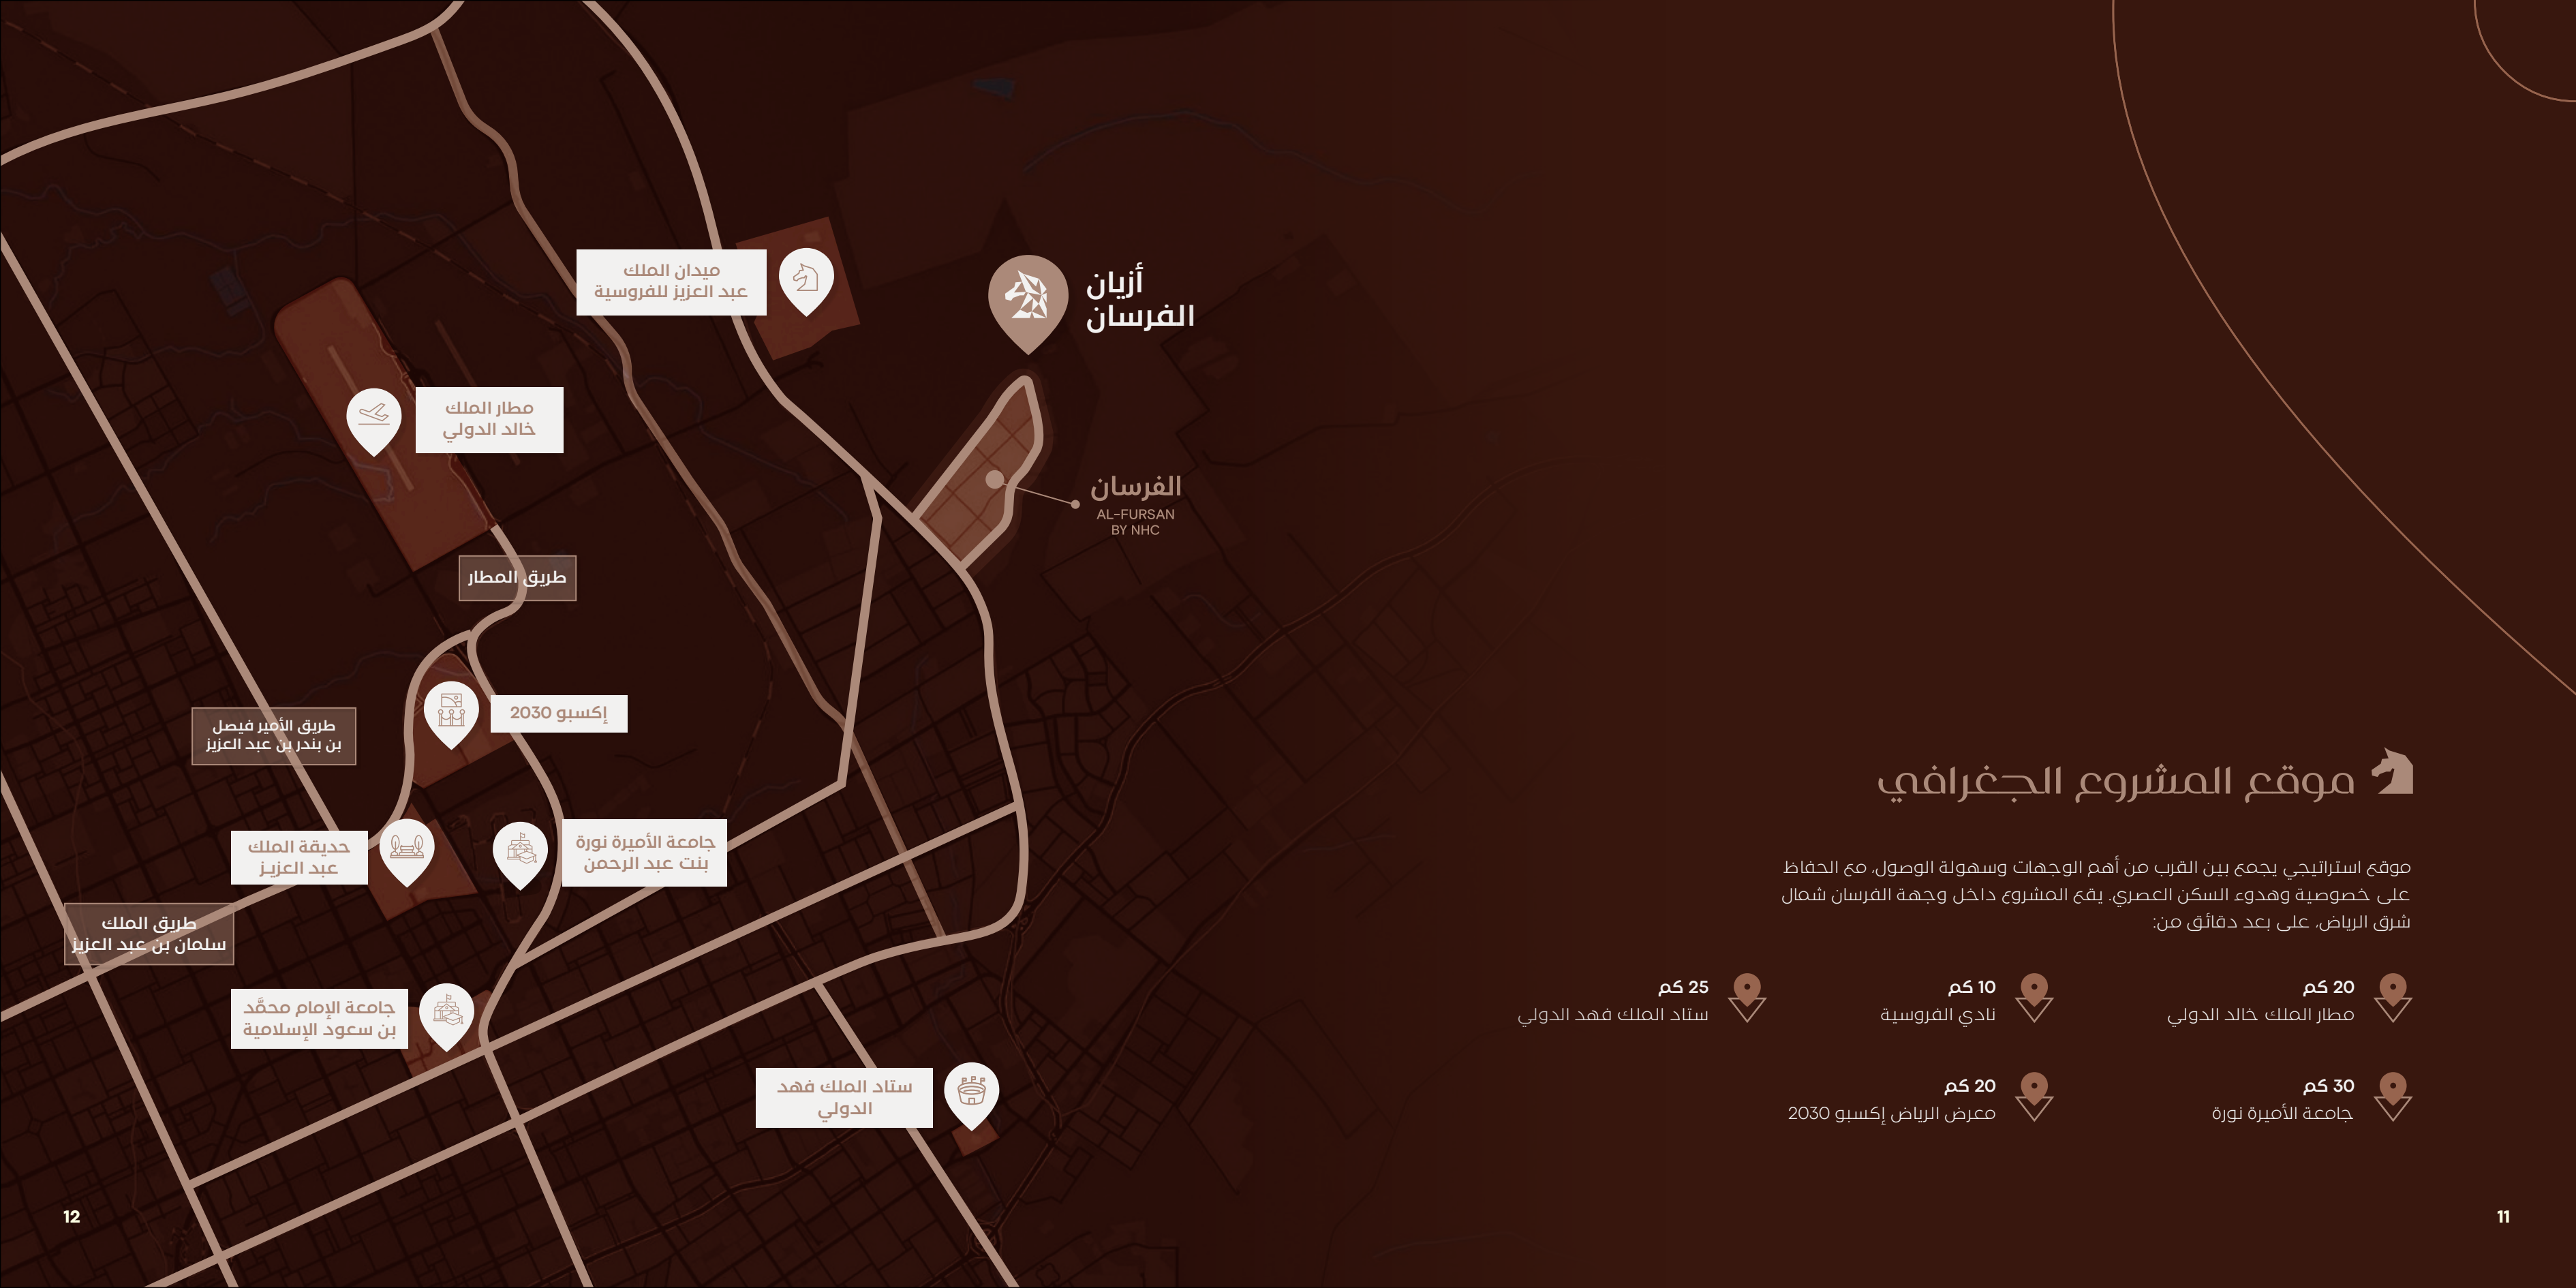 موقع المشروع الجغرافي
موقع استراتيجي يجمع بين القرب من أهم الوجهات وسهولة الوصول، مع الحفاظ
على خصوصية وهدوء السكن العصري. يقع المشروع داخل وجهة الفرسان شمال
شرق الرياض، على بعد دقائق من:
20 كم
مطار الملك خالد الدولي
10 كم
نادي الفروسية
25 كم
ستاد الملك فهد الدولي
30 كم
جامعة الأميرة نورة
20 كم
معرض الرياض إكسبو 2030
11
أزيان
الفرسان
ميدان الملك
عبد العزيز للفروسية
مطار الملك
خالد الدولي
الفرسان
AL-FURSAN
BY NHC
طريق المطار
إكسبو 2030
طريق الأمير فيصل
بن بندر بن عبد العزيز
جامعة الأميرة نورة
بنت عبد الرحمن
حديقة الملك
عبد العزيز
طريق الملك
سلمان بن عبد العزيز
جامعة الإمام محمَّد
بن سعود الإسلامية
ستاد الملك فهد
الدولي
12